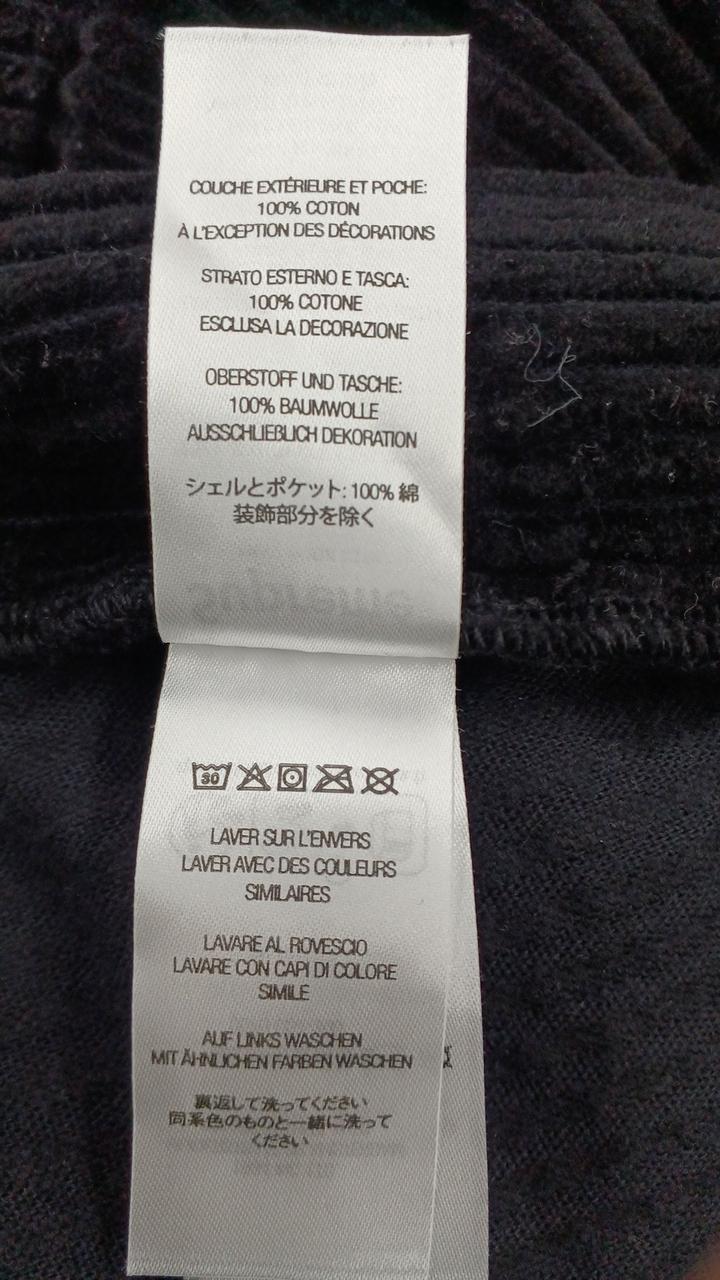 COUCHE EXTÉRIEURE ET POCHE:
100% COTON
À L'EXCEPTION DES DÉCORATIONS
STRATO ESTERNO E TASCA:
100% COTONE
ESCLUSA LA DECORAZIONE
OBERSTOFF UND TASCHE:
100% BAUMWOLLE
AUSSCHLIEßLICH DEKORATION
シェルとポケット: 100% 綿
装飾部分を除く
Supreme
30
LAVER SUR L'ENVERS
LAVER AVEC DES COULEURS
SIMILAIRES
LAVARE AL ROVESCIO
LAVARE CON CAPI DI COLORE
SIMILE
AUF LINKS WASCHEN
MIT ÄHNLICHEN FARBEN WASCHEN
裏返して洗ってください
同系色のものと一緒に洗って
ください